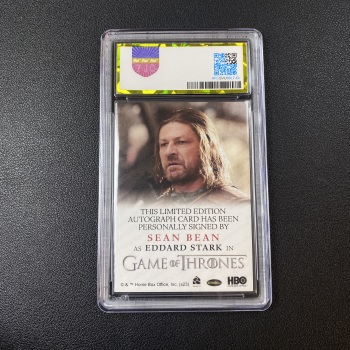 THIS LIMITED EDITION
AUTOGRAPH CARD HAS BEEN
PERSONALLY SIGNED BY
SEAN BEAN
AS EDDARD STARK IN
GAME OF THRONES
HBO